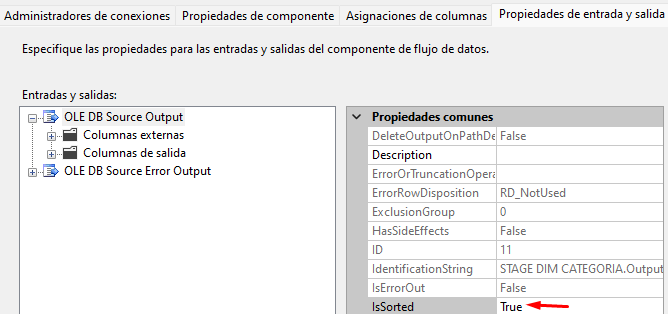 Administradores de conexiones Propiedades de componente Asignaciones de columnas Propiedades de entrada y salida
Especifique las propiedades para las entradas y salidas del componente de flujo de datos.
Entradas y salidas:
OLE DB Source Output
Columnas externas
Columnas de salida
OLE DB Source Error Output
Propiedades comunes
DeleteOutputOnPathDe False
Description
ErrorOrTruncationOpera
ErrorRowDisposition RD_NotUsed
ExclusionGroup 0
HasSideEffects False
ID 11
IdentificationString STAGE DIM CATEGORIA.Output
IsErrorOut False
IsSorted True